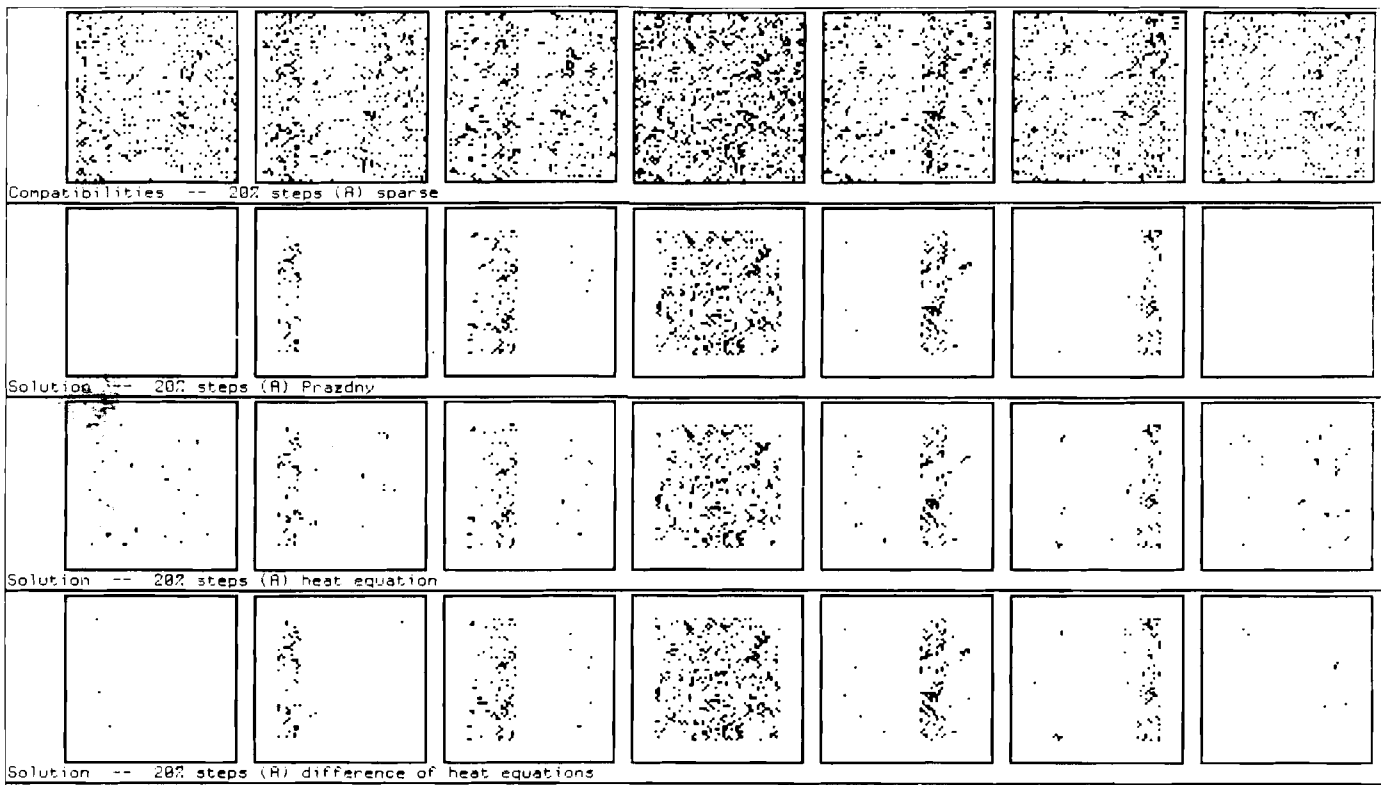 Compatibilities -- 20% steps (A) sparse
Solution -- 20% steps (A) Prazdny
Solution -- 20% steps (A) heat equation
Solution -- 20% steps (A) difference of heat equations